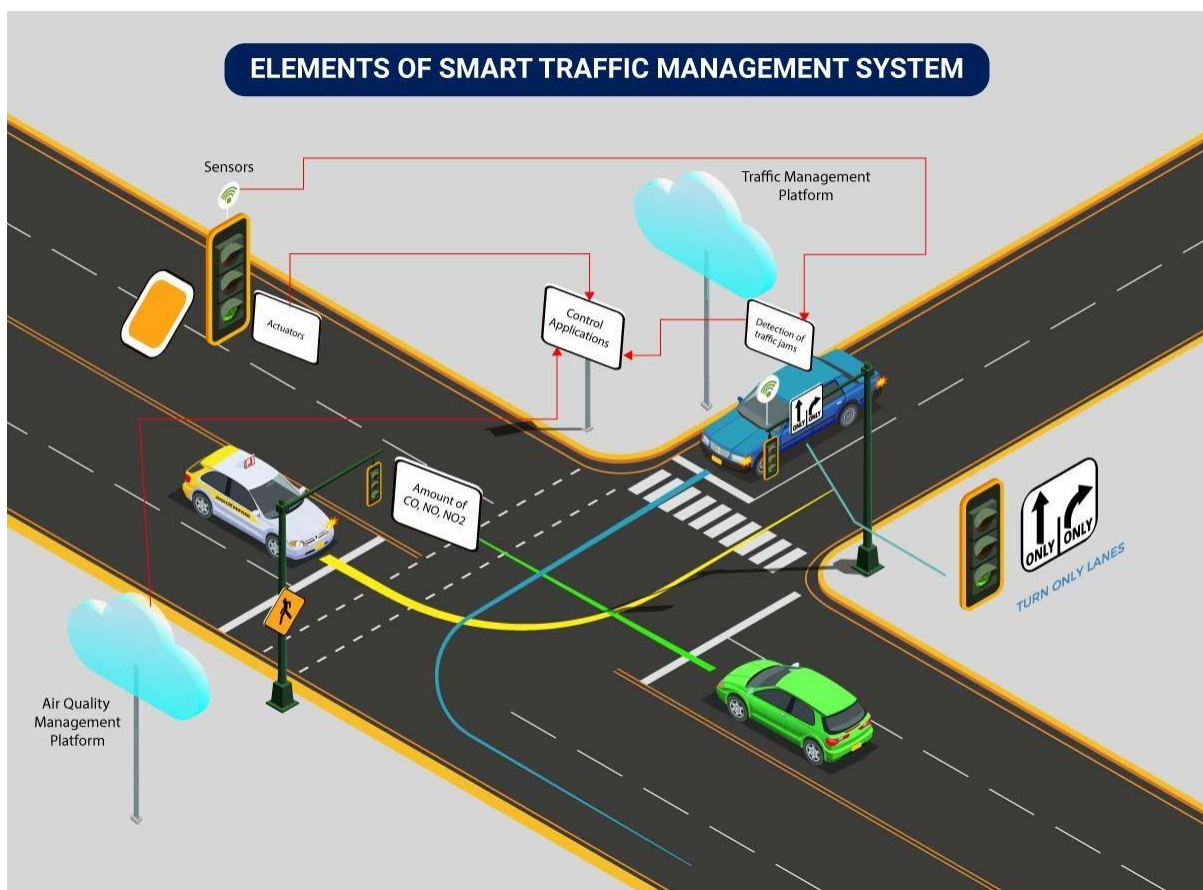 ELEMENTS OF SMART TRAFFIC MANAGEMENT SYSTEM
Sensors
Traffic Management
Platform
Actuators
Control
Applications
Detection of
traffic jams
ONLY ONLY
Amount of
CO, NO, NO2
ONLY ONLY
TURN ONLY LANES
Air Quality
Management
Platform